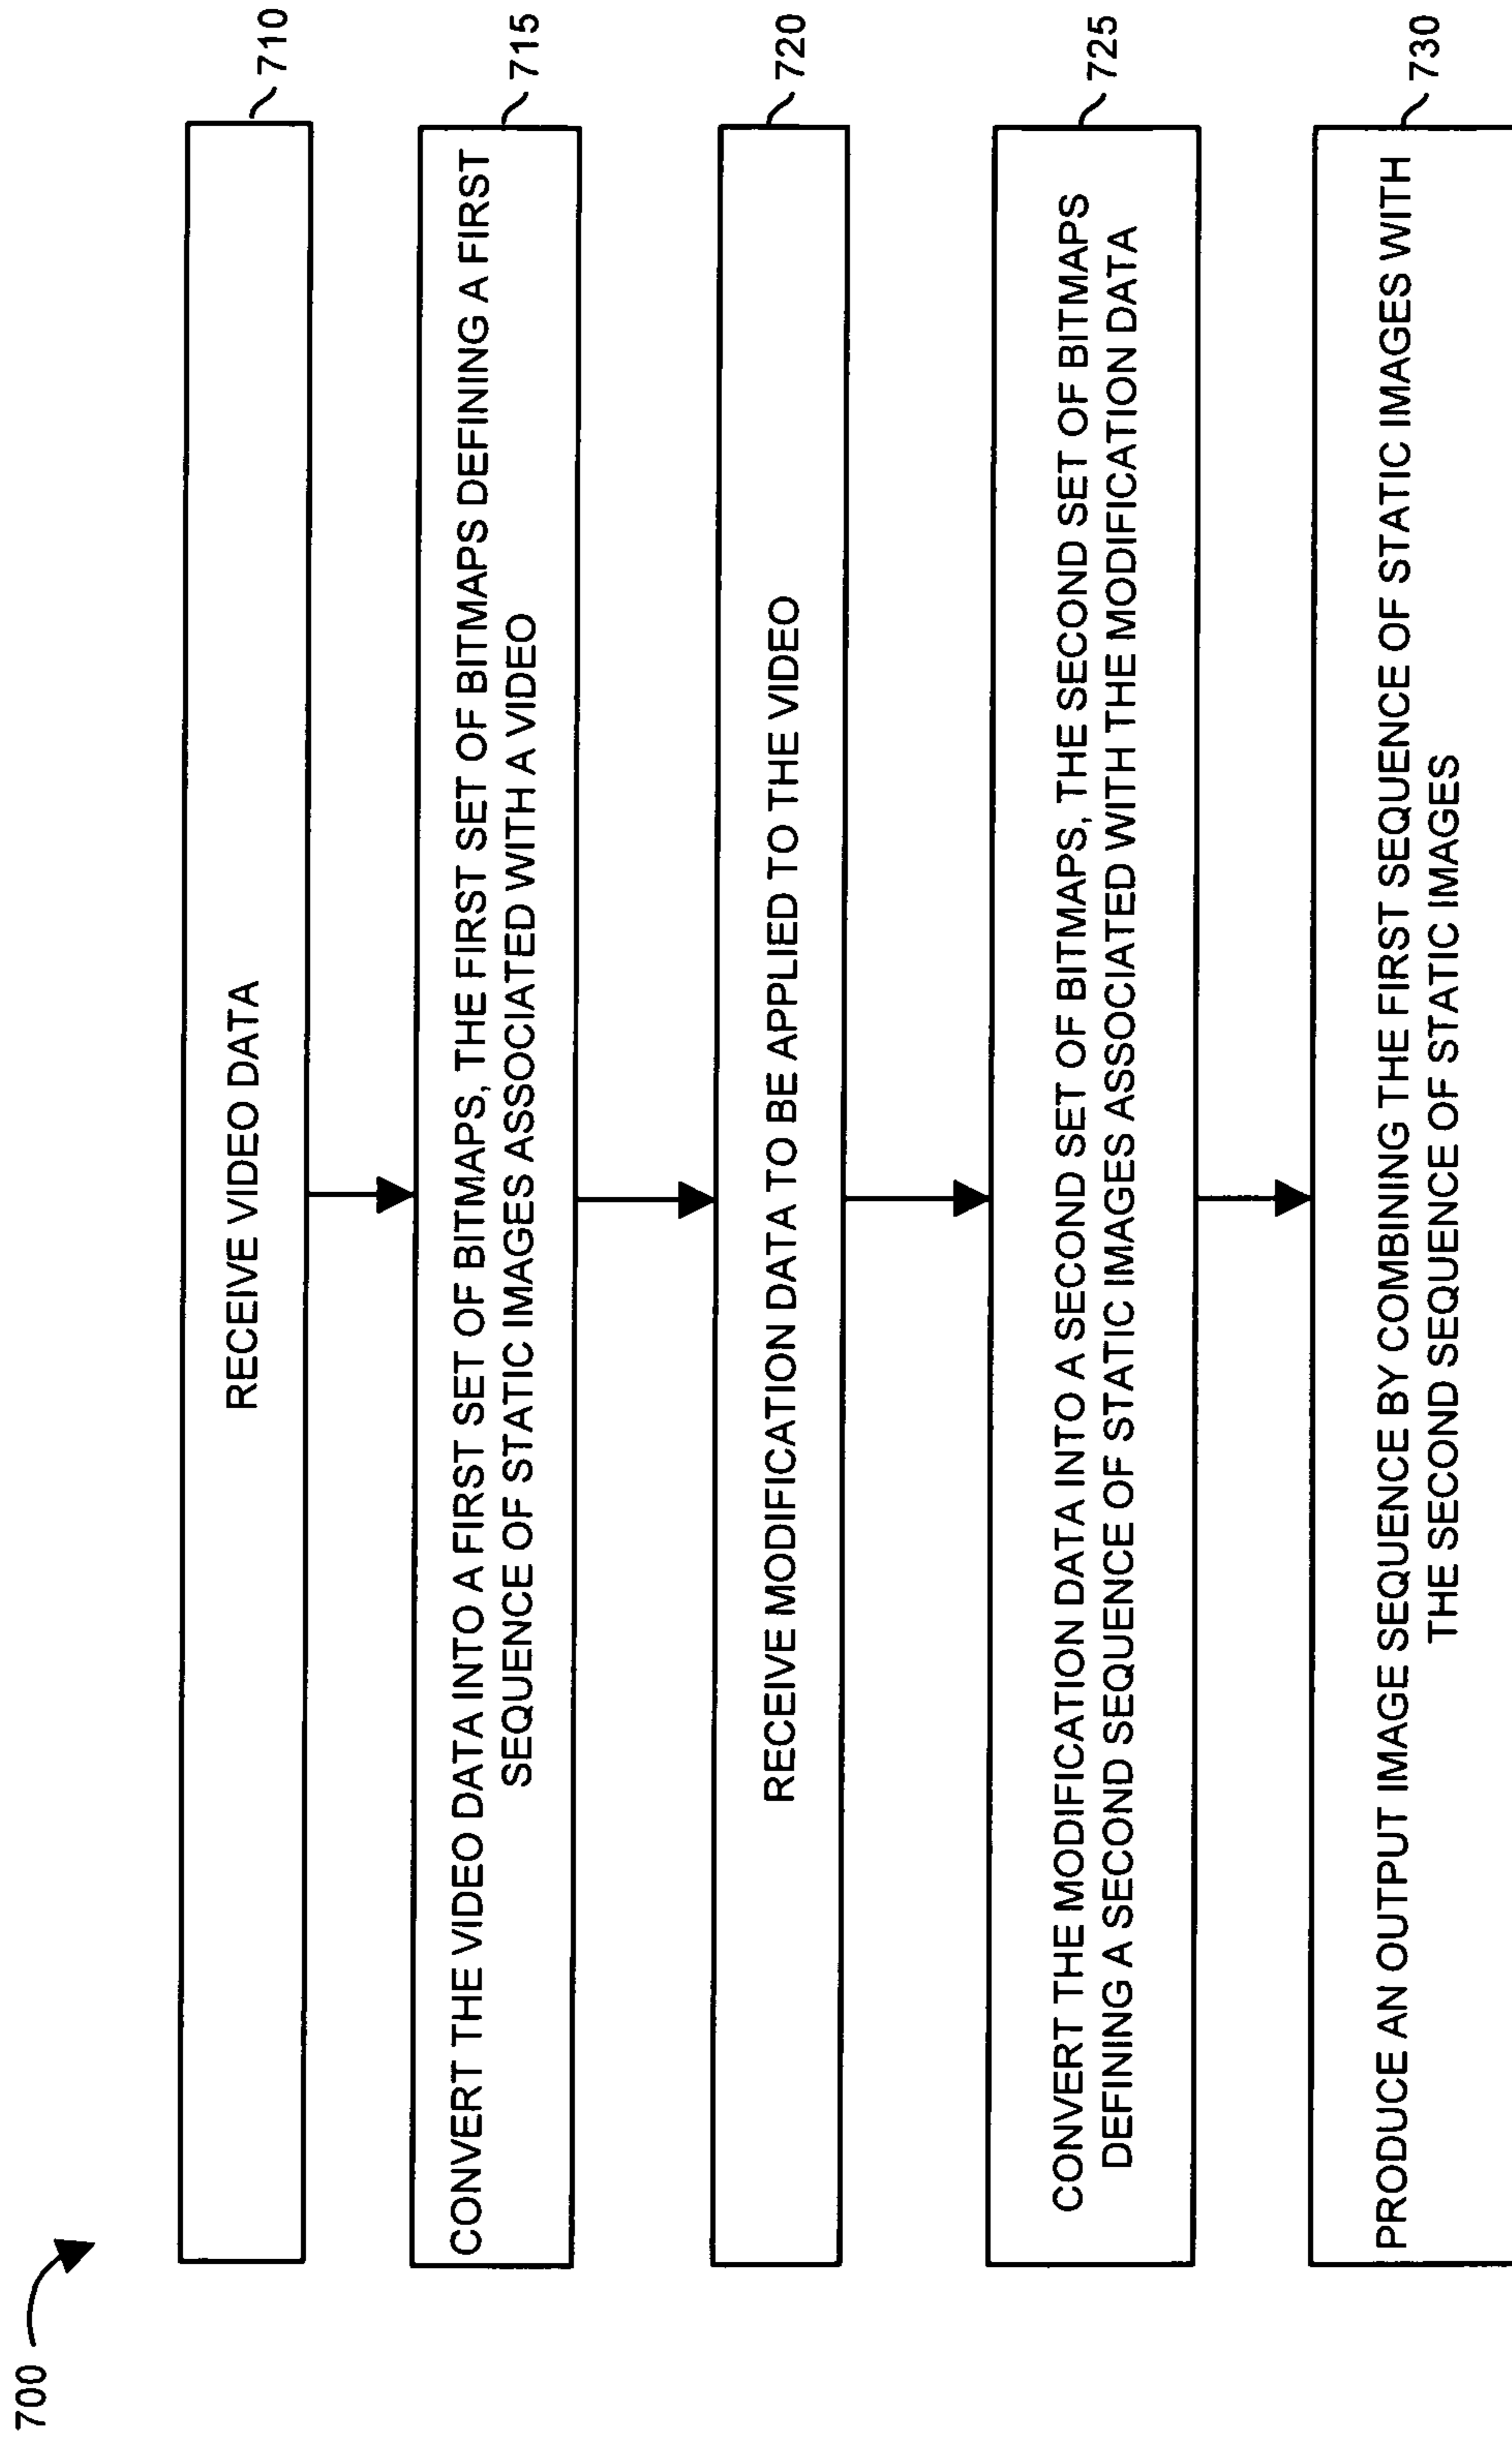 700
RECEIVE VIDEO DATA
710
CONVERT THE VIDEO DATA INTO A FIRST SET OF BITMAPS, THE FIRST SET OF BITMAPS DEFINING A FIRST
SEQUENCE OF STATIC IMAGES ASSOCIATED WITH A VIDEO
715
RECEIVE MODIFICATION DATA TO BE APPLIED TO THE VIDEO
720
CONVERT THE MODIFICATION DATA INTO A SECOND SET OF BITMAPS, THE SECOND SET OF BITMAPS
DEFINING A SECOND SEQUENCE OF STATIC IMAGES ASSOCIATED WITH THE MODIFICATION DATA
725
PRODUCE AN OUTPUT IMAGE SEQUENCE BY COMBINING THE FIRST SEQUENCE OF STATIC IMAGES WITH
THE SECOND SEQUENCE OF STATIC IMAGES
730